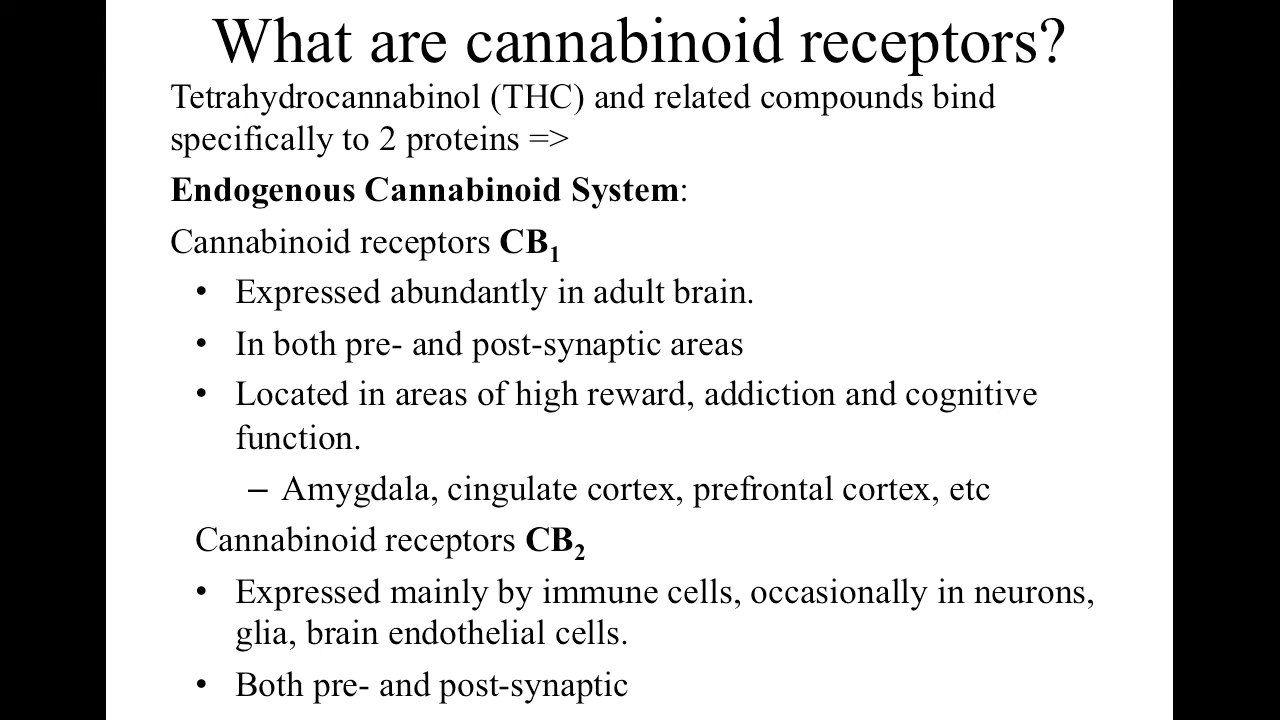 What are cannabinoid receptors?
Tetrahydrocannabinol (THC) and related compounds bind
specifically to 2 proteins =>
Endogenous Cannabinoid System:
Cannabinoid receptors CB₁
• Expressed abundantly in adult brain.
• In both pre- and post-synaptic areas
• Located in areas of high reward, addiction and cognitive
function.
– Amygdala, cingulate cortex, prefrontal cortex, etc
Cannabinoid receptors CB₂
• Expressed mainly by immune cells, occasionally in neurons,
glia, brain endothelial cells.
• Both pre- and post-synaptic